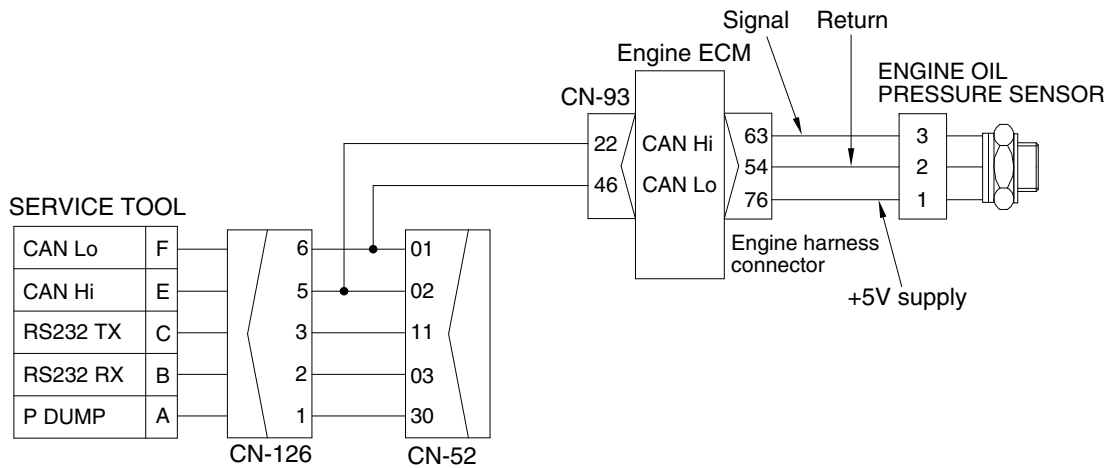 Signal Return
Engine ECM
ENGINE OIL
PRESSURE SENSOR
CN-93
22 CAN Hi 63 3
46 CAN Lo 54 2
76 1
Engine harness
connector
+5V supply
SERVICE TOOL
CAN Lo F 6 01
CAN Hi E 5 02
RS232 TX C 3 11
RS232 RX B 2 03
P DUMP A 1 30
CN-126 CN-52